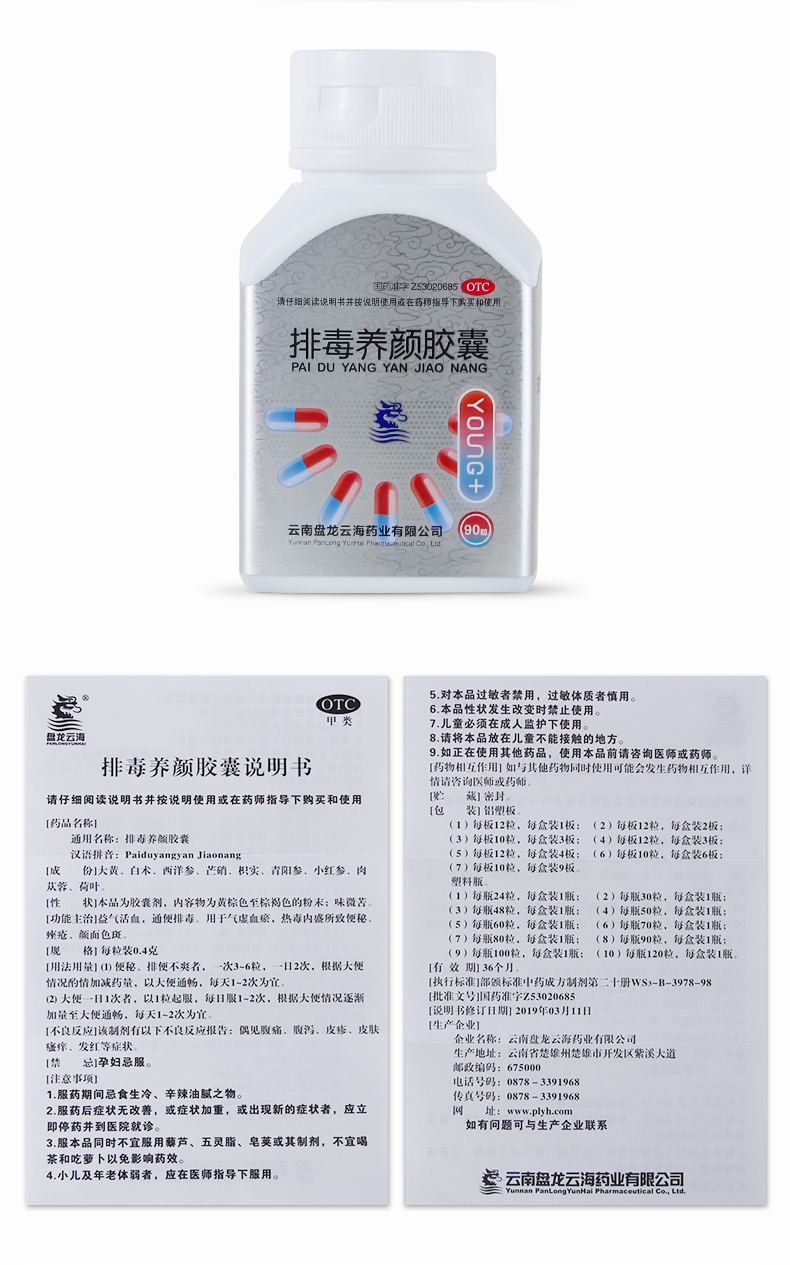 国药准字 Z53020685 OTC
请仔细阅读说明书并按说明使用或在药师指导下购买和使用
排毒养颜胶囊
PAI DU YANG YAN JIAO NANG
YOUNG+
云南盘龙云海药业有限公司
Yunnan PanLong YunHai Pharmaceutical Co., Ltd.
90粒
®
盘龙云海
PANLONGYUNHAI
OTC
甲类
排毒养颜胶囊说明书
请仔细阅读说明书并按说明使用或在药师指导下购买和使用
[药品名称]
通用名称：排毒养颜胶囊
汉语拼音：Paiduyangyan Jiaonang
[成 份]大黄、白术、西洋参、芒硝、枳实、青阳参、小红参、肉
苁蓉、荷叶。
[性 状]本品为胶囊剂，内容物为黄棕色至棕褐色的粉末；味微苦。
[功能主治]益气活血，通便排毒。用于气虚血瘀，热毒内盛所致便秘、
痤疮、颜面色斑。
[规 格] 每粒装0.4克
[用法用量] (1) 便秘、排便不爽者，一次3~6粒，一日2次，根据大便
情况酌情加减药量，以大便通畅，每天1~2次为宜。
(2) 大便一日1次者，以1粒起服，每日服1~2次，根据大便情况逐渐
加量至大便通畅，每天1~2次为宜。
[不良反应]该制剂有以下不良反应报告：偶见腹痛、腹泻、皮疹、皮肤
瘙痒、发红等症状。
[禁 忌]孕妇忌服。
[注意事项]
1.服药期间忌食生冷、辛辣油腻之物。
2.服药后症状无改善，或症状加重，或出现新的症状者，应立
即停药并到医院就诊。
3.服本品同时不宜服用藜芦、五灵脂、皂荚或其制剂，不宜喝
茶和吃萝卜以免影响药效。
4.小儿及年老体弱者，应在医师指导下服用。
5.对本品过敏者禁用，过敏体质者慎用。
6.本品性状发生改变时禁止使用。
7.儿童必须在成人监护下使用。
8.请将本品放在儿童不能接触的地方。
9.如正在使用其他药品，使用本品前请咨询医师或药师。
[药物相互作用] 如与其他药物同时使用可能会发生药物相互作用，详
情请咨询医师或药师。
[贮 藏] 密封。
[包 装] 铝塑板。
（1）每板12粒，每盒装1板；（2）每板12粒，每盒装2板；
（3）每板10粒，每盒装3板；（4）每板12粒，每盒装3板；
（5）每板12粒，每盒装4板；（6）每板10粒，每盒装6板；
（7）每板10粒，每盒装9板。
塑料瓶。
（1）每瓶24粒，每盒装1瓶；（2）每瓶30粒，每盒装1瓶；
（3）每瓶48粒，每盒装1瓶；（4）每瓶50粒，每盒装1瓶；
（5）每瓶60粒，每盒装1瓶；（6）每瓶70粒，每盒装1瓶；
（7）每瓶80粒，每盒装1瓶；（8）每瓶90粒，每盒装1瓶；
（9）每瓶100粒，每盒装1瓶；（10）每瓶120粒，每盒装1瓶。
[有 效 期] 36个月。
[执行标准]部颁标准中药成方制剂第二十册WS₃-B-3978-98
[批准文号]国药准字Z53020685
[说明书修订日期] 2019年03月11日
[生产企业]
企业名称：云南盘龙云海药业有限公司
生产地址：云南省楚雄州楚雄市开发区紫溪大道
邮政编码：675000
电话号码：0878-3391968
传真号码：0878-3391968
网 址：www.plyh.com
如有问题可与生产企业联系
云南盘龙云海药业有限公司
Yunnan PanLongYunHai Pharmaceutical Co., Ltd.